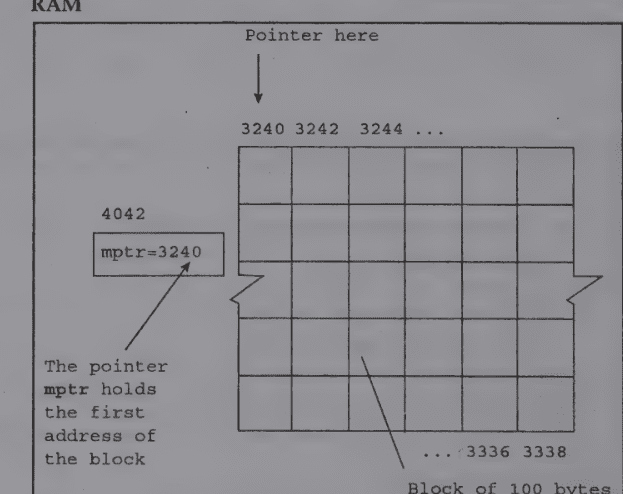 RAM
Pointer here
3240 3242 3244 ...
4042
mptr=3240
The pointer
mptr holds
the first
address of
the block
... 3336 3338
Block of 100 bytes